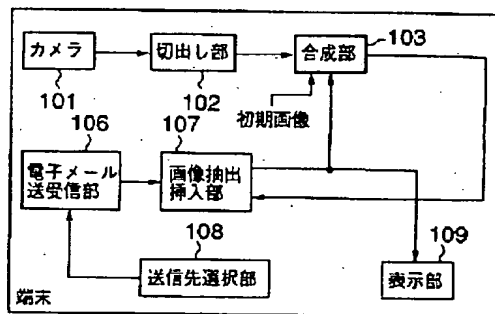 カメラ
101
切出し部
102
合成部
103
初期画像
106
電子メール
送受信部
107
画像抽出
挿入部
108
送信先選択部
109
表示部
端末